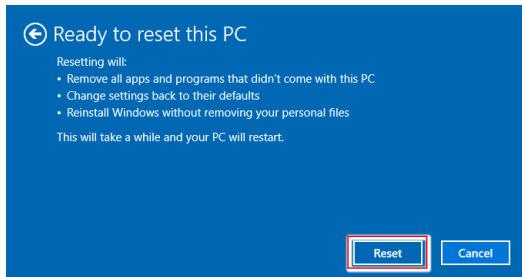 Ready to reset this PC
Resetting will:
• Remove all apps and programs that didn't come with this PC
• Change settings back to their defaults
• Reinstall Windows without removing your personal files
This will take a while and your PC will restart.
Reset
Cancel